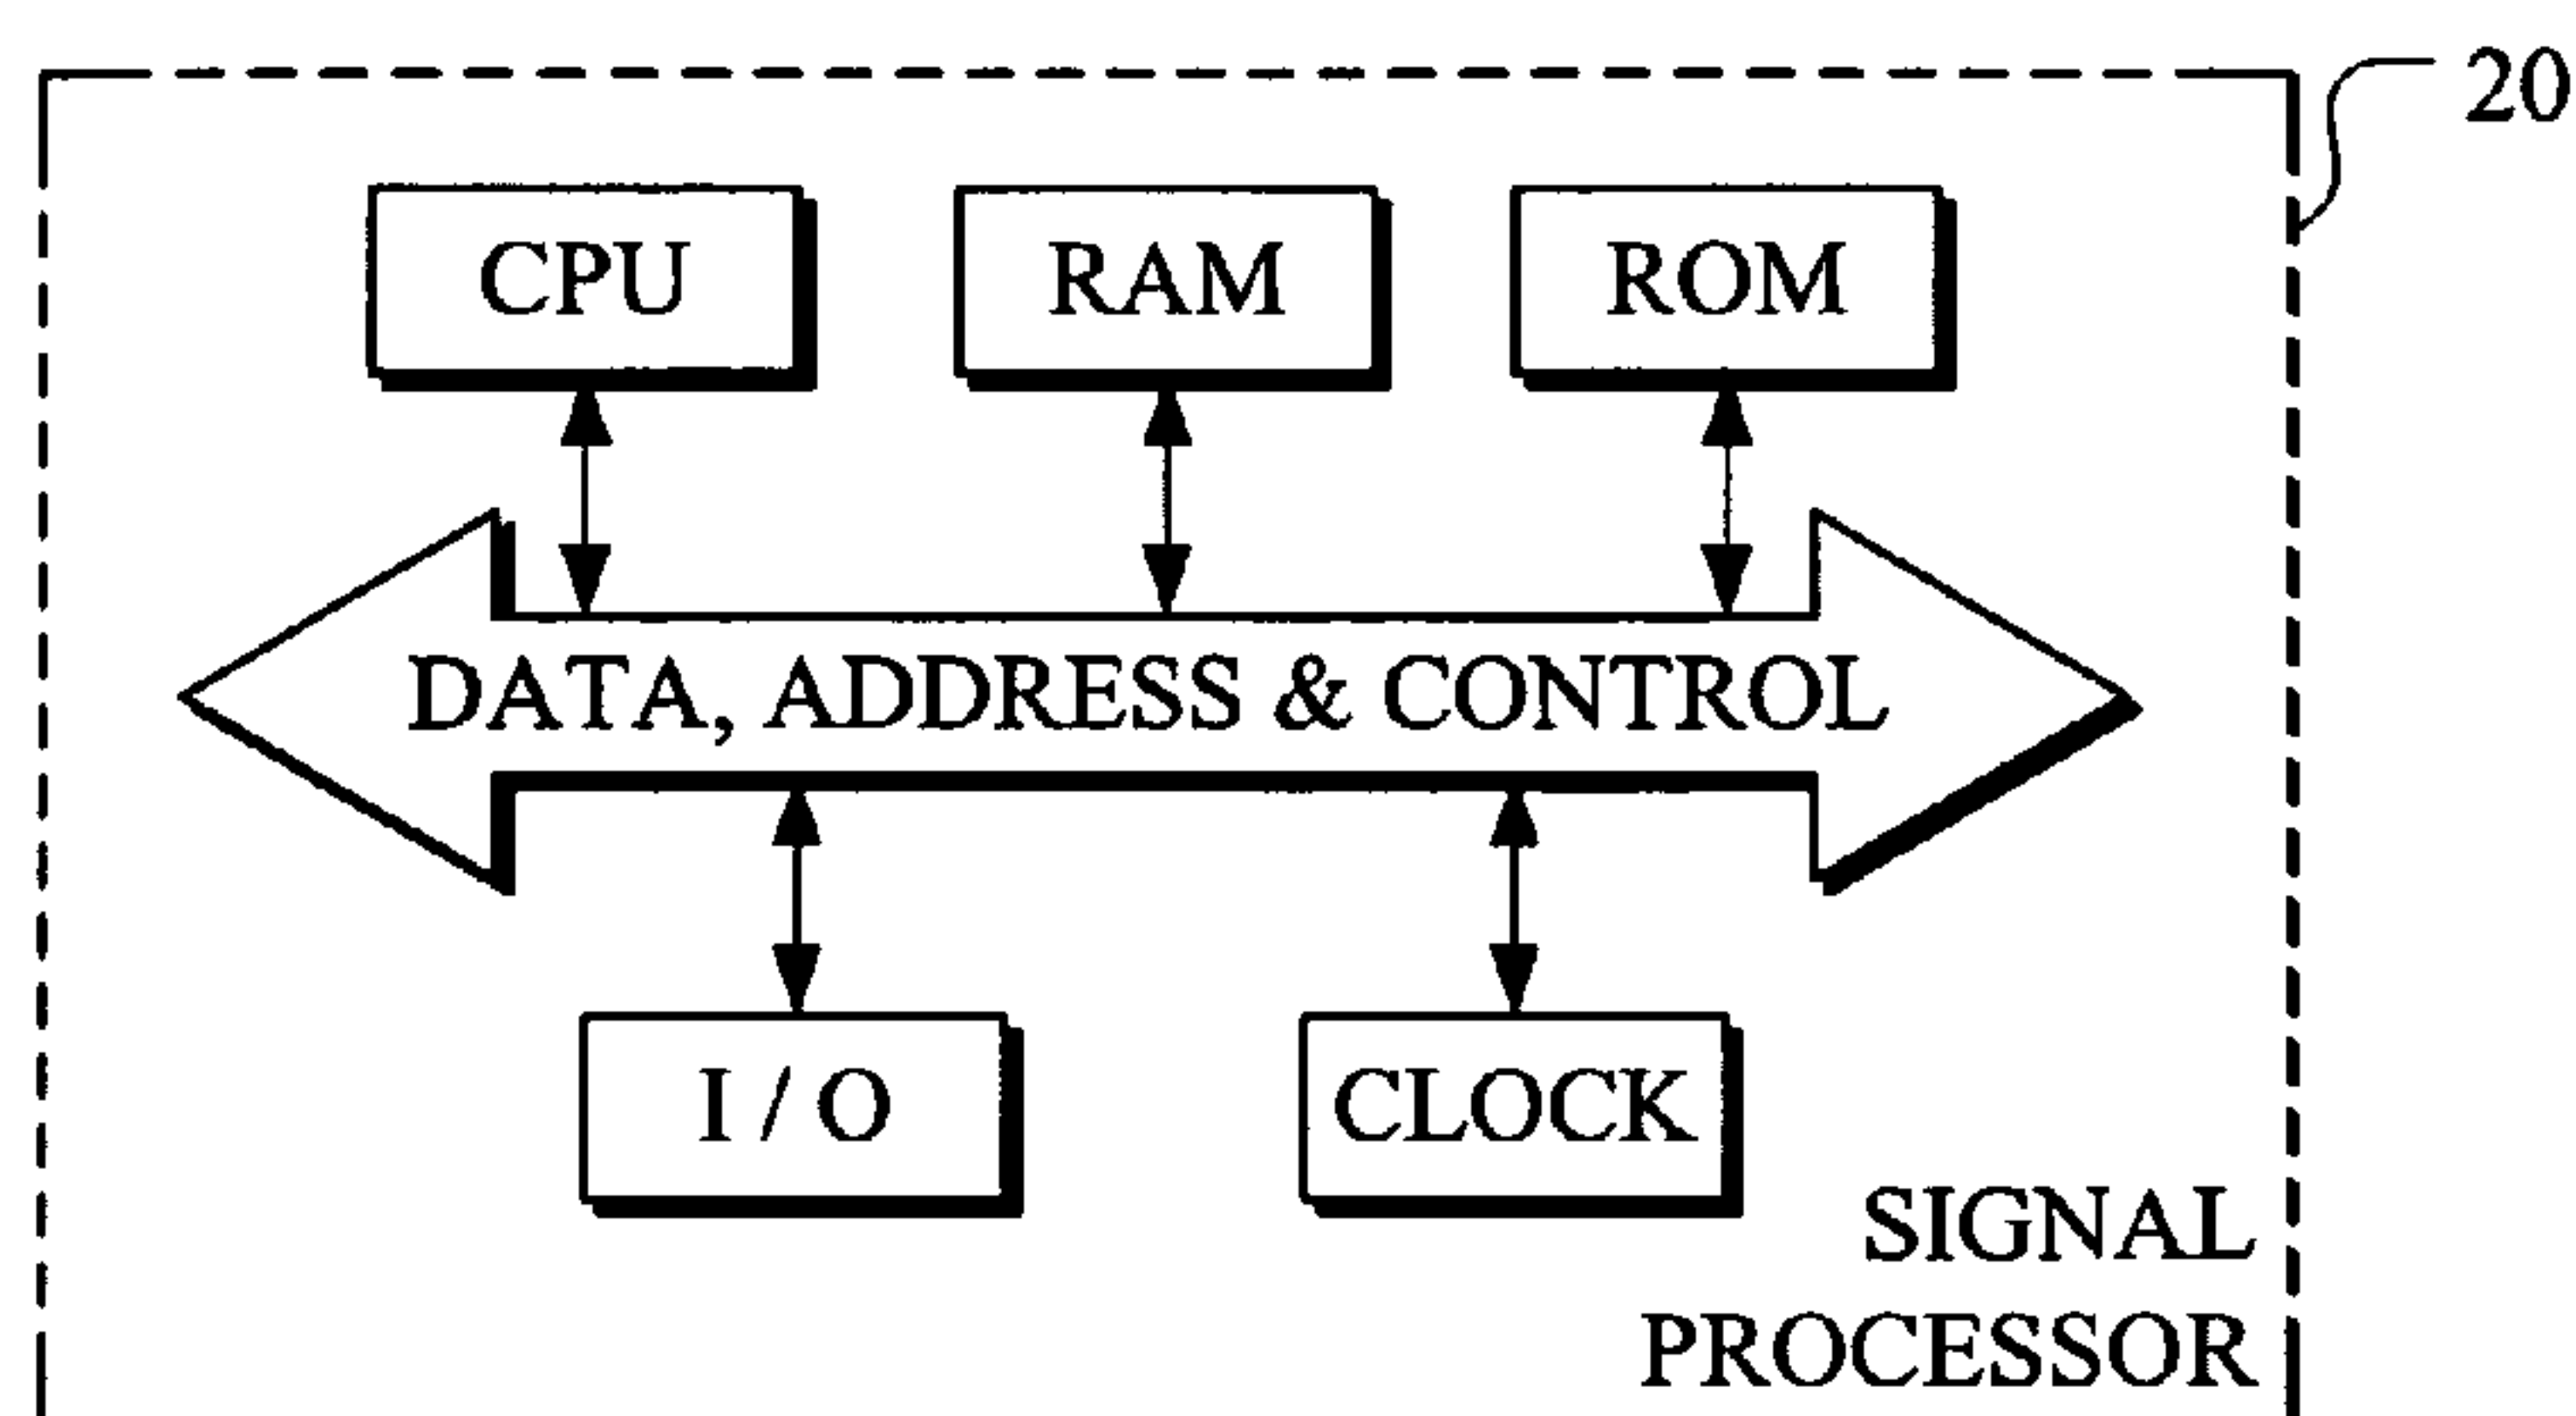 20
CPU
RAM
ROM
DATA, ADDRESS & CONTROL
I / O
CLOCK
SIGNAL
PROCESSOR